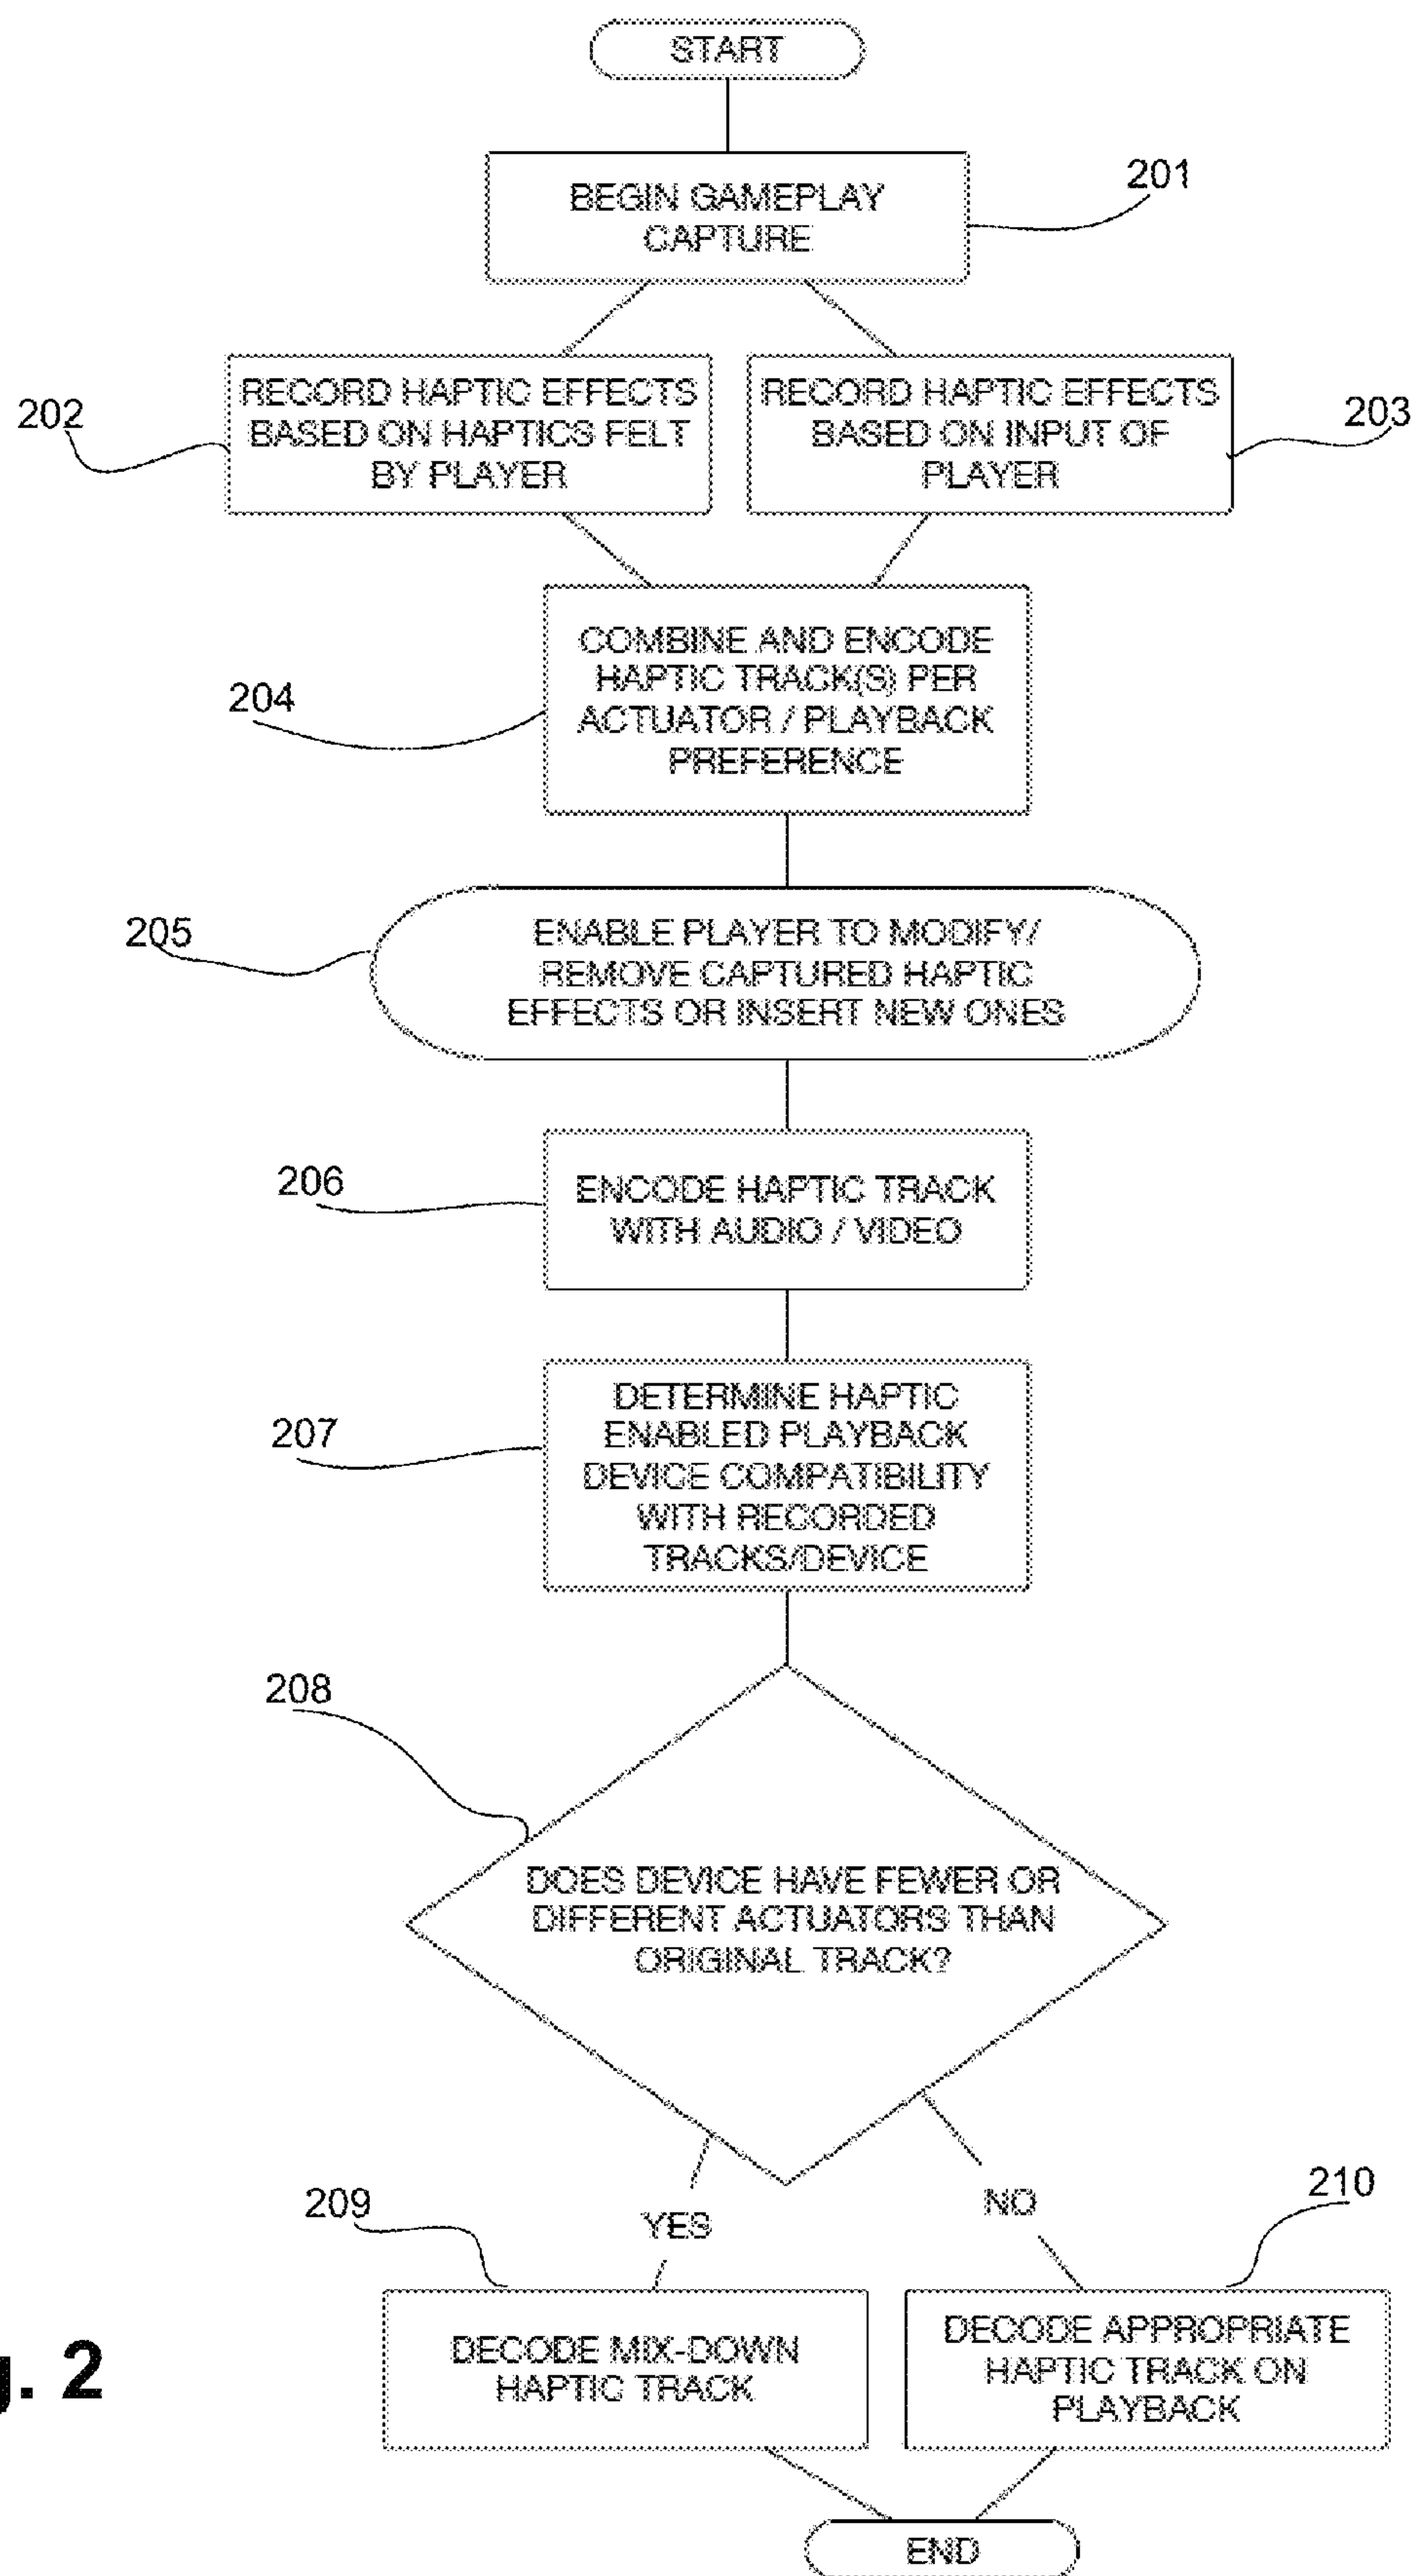 START
BEGIN GAMEPLAY
CAPTURE
201
RECORD HAPTIC EFFECTS
BASED ON HAPTICS FELT
BY PLAYER
202
RECORD HAPTIC EFFECTS
BASED ON INPUT OF
PLAYER
203
COMBINE AND ENCODE
HAPTIC TRACK(S) PER
ACTUATOR / PLAYBACK
PREFERENCE
204
ENABLE PLAYER TO MODIFY/
REMOVE CAPTURED HAPTIC
EFFECTS OR INSERT NEW ONES
205
ENCODE HAPTIC TRACK
WITH AUDIO / VIDEO
206
DETERMINE HAPTIC
ENABLED PLAYBACK
DEVICE COMPATIBILITY
WITH RECORDED
TRACKS/DEVICE
207
208
DOES DEVICE HAVE FEWER OR
DIFFERENT ACTUATORS THAN
ORIGINAL TRACK?
YES
NO
209
DECODE MIX-DOWN
HAPTIC TRACK
210
DECODE APPROPRIATE
HAPTIC TRACK ON
PLAYBACK
g. 2
END